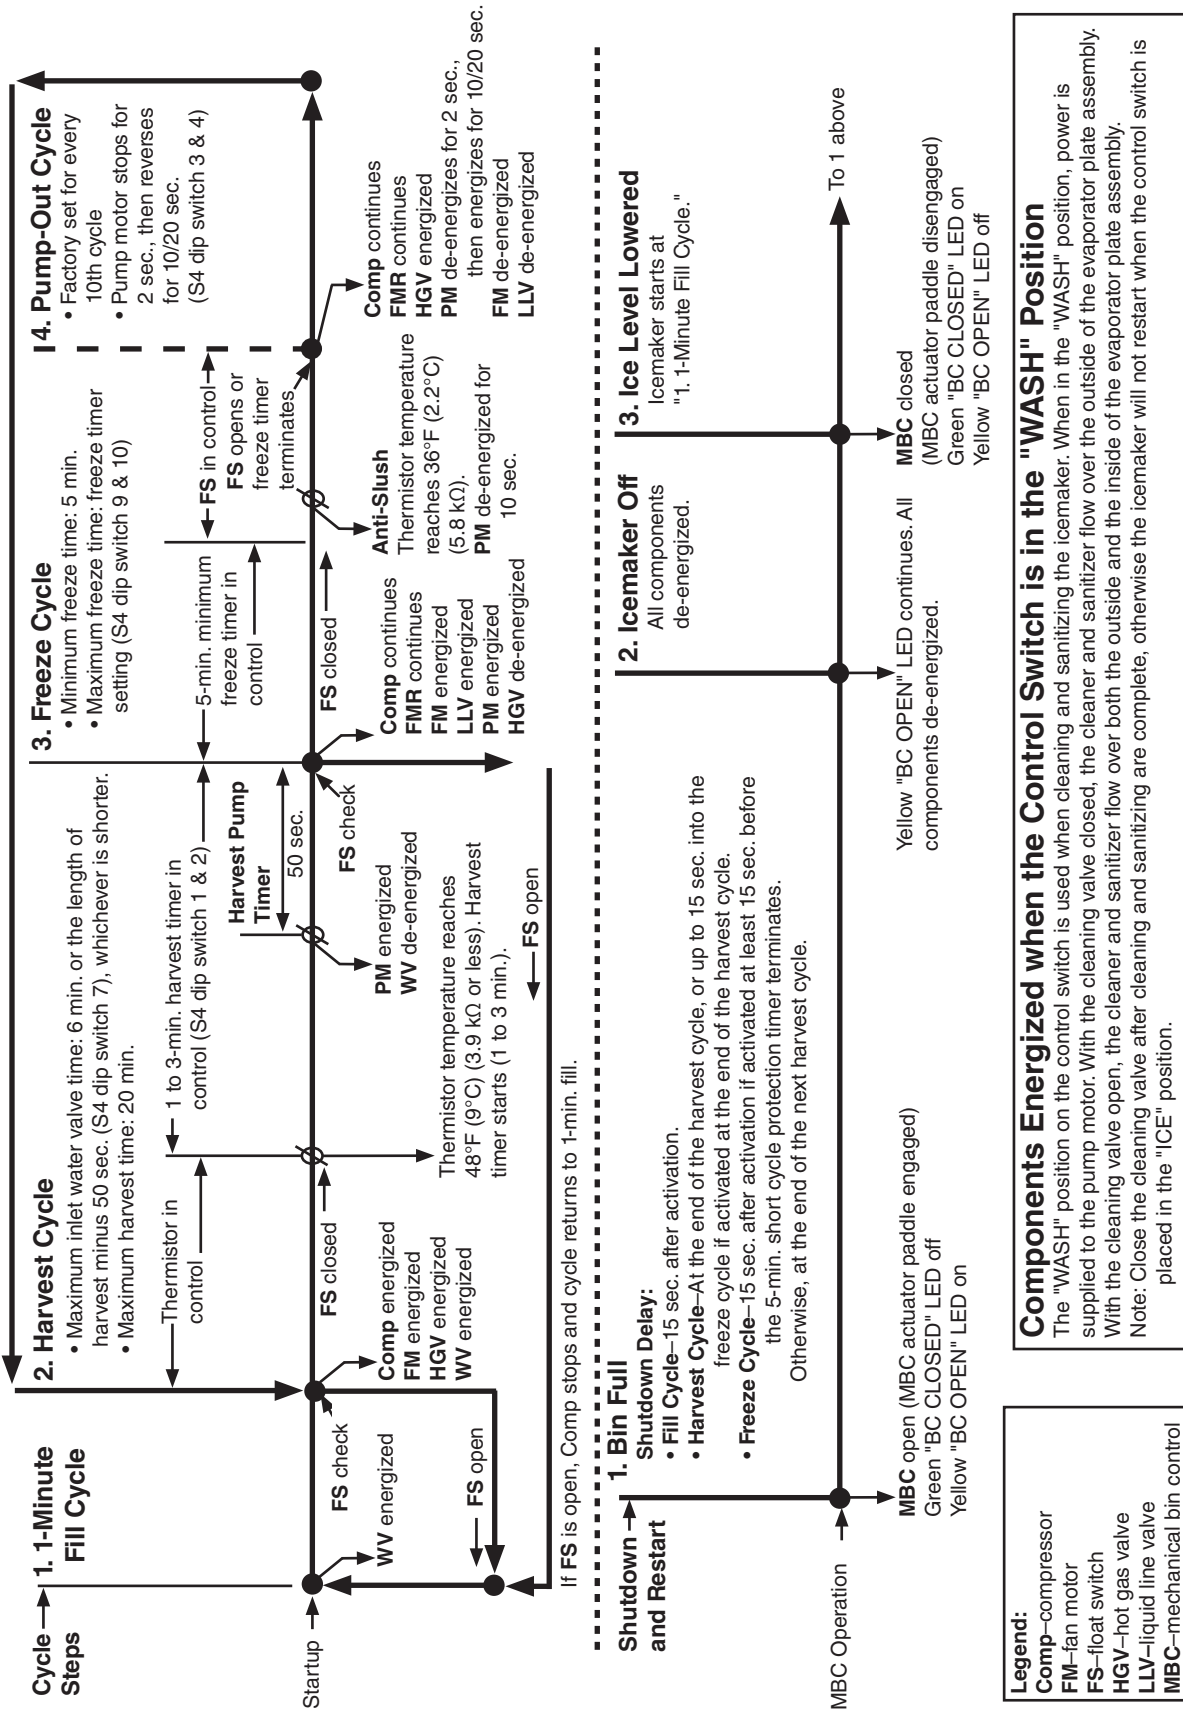 Cycle
Steps
1. 1-Minute
Fill Cycle
2. Harvest Cycle
• Maximum inlet water valve time: 6 min. or the length of
harvest minus 50 sec. (S4 dip switch 7), whichever is shorter.
• Maximum harvest time: 20 min.
3. Freeze Cycle
• Minimum freeze time: 5 min.
• Maximum freeze time: freeze timer
setting (S4 dip switch 9 & 10)
4. Pump-Out Cycle
• Factory set for every
10th cycle
• Pump motor stops for
2 sec., then reverses
for 10/20 sec.
(S4 dip switch 3 & 4)
Thermistor in
control
1 to 3-min. harvest timer in
control (S4 dip switch 1 & 2)
5-min. minimum
freeze timer in
control
FS in control
FS opens or
freeze timer
terminates
Harvest Pump
Timer
50 sec.
Startup
WV energized
FS check
FS closed
Comp energized
FM energized
HGV energized
WV energized
FS open
Thermistor temperature reaches
48°F (9°C) (3.9 kΩ or less). Harvest
timer starts (1 to 3 min.).
PM energized
WV de-energized
FS check
FS open
FS closed
Comp continues
FMR continues
FM energized
LLV energized
PM energized
HGV de-energized
Anti-Slush
Thermistor temperature
reaches 36°F (2.2°C)
(5.8 kΩ).
PM de-energized for
10 sec.
Comp continues
FMR continues
HGV energized
PM de-energizes for 2 sec.,
then energizes for 10/20 sec.
FM de-energized
LLV de-energized
If FS is open, Comp stops and cycle returns to 1-min. fill.
Shutdown
and Restart
1. Bin Full
Shutdown Delay:
• Fill Cycle–15 sec. after activation.
• Harvest Cycle–At the end of the harvest cycle, or up to 15 sec. into the
freeze cycle if activated at the end of the harvest cycle.
• Freeze Cycle–15 sec. after activation if activated at least 15 sec. before
the 5-min. short cycle protection timer terminates.
Otherwise, at the end of the next harvest cycle.
2. Icemaker Off
All components
de-energized.
3. Ice Level Lowered
Icemaker starts at
"1. 1-Minute Fill Cycle."
MBC Operation
To 1 above
MBC open (MBC actuator paddle engaged)
Green "BC CLOSED" LED off
Yellow "BC OPEN" LED on
Yellow "BC OPEN" LED continues. All
components de-energized.
MBC closed
(MBC actuator paddle disengaged)
Green "BC CLOSED" LED on
Yellow "BC OPEN" LED off
Legend:
Comp–compressor
FM–fan motor
FS–float switch
HGV–hot gas valve
LLV–liquid line valve
MBC–mechanical bin control
Components Energized when the Control Switch is in the "WASH" Position
The "WASH" position on the control switch is used when cleaning and sanitizing the icemaker. When in the "WASH" position, power is
supplied to the pump motor. With the cleaning valve closed, the cleaner and sanitizer flow over the outside of the evaporator plate assembly.
With the cleaning valve open, the cleaner and sanitizer flow over both the outside and the inside of the evaporator plate assembly.
Note: Close the cleaning valve after cleaning and sanitizing are complete, otherwise the icemaker will not restart when the control switch is
placed in the "ICE" position.